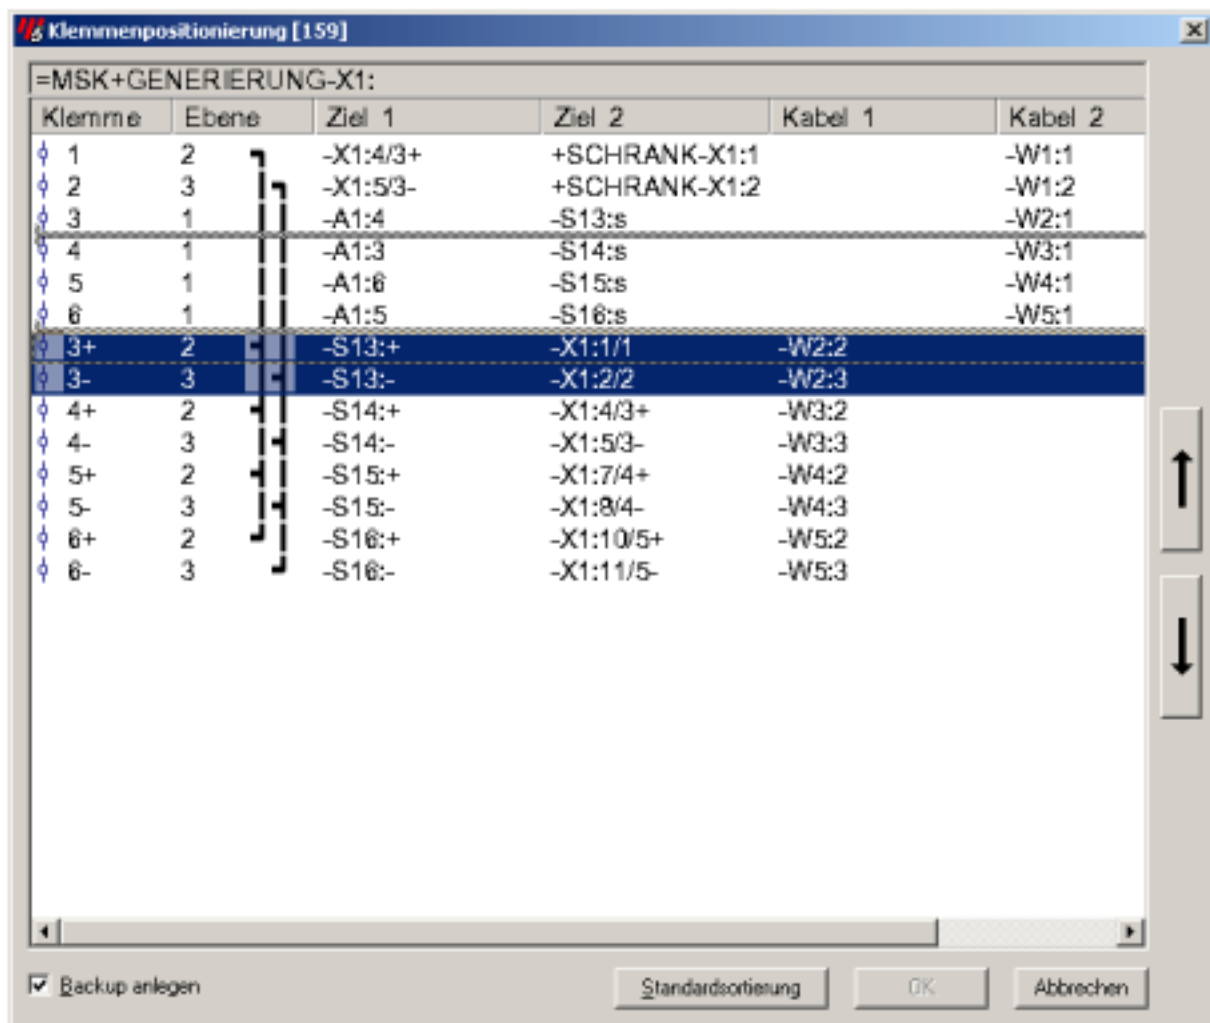 Klemmenpositionierung [159]
=MSK+GENERIERUNG-X1:
Klemme Ebene Ziel 1 Ziel 2 Kabel 1 Kabel 2
1 2 -X1:4/3+ +SCHRANK-X1:1 -W1:1
2 3 -X1:5/3- +SCHRANK-X1:2 -W1:2
3 1 -A1:4 -S13:s -W2:1
4 1 -A1:3 -S14:s -W3:1
5 1 -A1:6 -S15:s -W4:1
6 1 -A1:5 -S16:s -W5:1
3+ 2 -S13:+ -X1:1/1 -W2:2
3- 3 -S13:- -X1:2/2 -W2:3
4+ 2 -S14:+ -X1:4/3+ -W3:2
4- 3 -S14:- -X1:5/3- -W3:3
5+ 2 -S15:+ -X1:7/4+ -W4:2
5- 3 -S15:- -X1:8/4- -W4:3
6+ 2 -S16:+ -X1:10/5+ -W5:2
6- 3 -S16:- -X1:11/5- -W5:3
Backup anlegen Standardsortierung OK Abbrechen